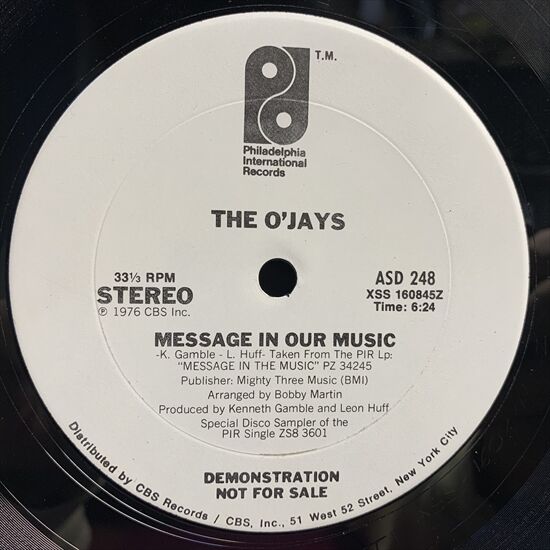 T.M.
Philadelphia
International
Records
THE O'JAYS
33⅓ RPM
STEREO
℗ 1976 CBS Inc.
ASD 248
XSS 160845Z
Time: 6:24
MESSAGE IN OUR MUSIC
-K. Gamble - L. Huff- Taken From The PIR Lp:
"MESSAGE IN THE MUSIC" PZ 34245
Publisher: Mighty Three Music (BMI)
Arranged by Bobby Martin
Produced by Kenneth Gamble and Leon Huff
Special Disco Sampler of the
PIR Single ZS8 3601
DEMONSTRATION
NOT FOR SALE
Distributed by CBS Records / CBS, Inc., 51 West 52 Street, New York City